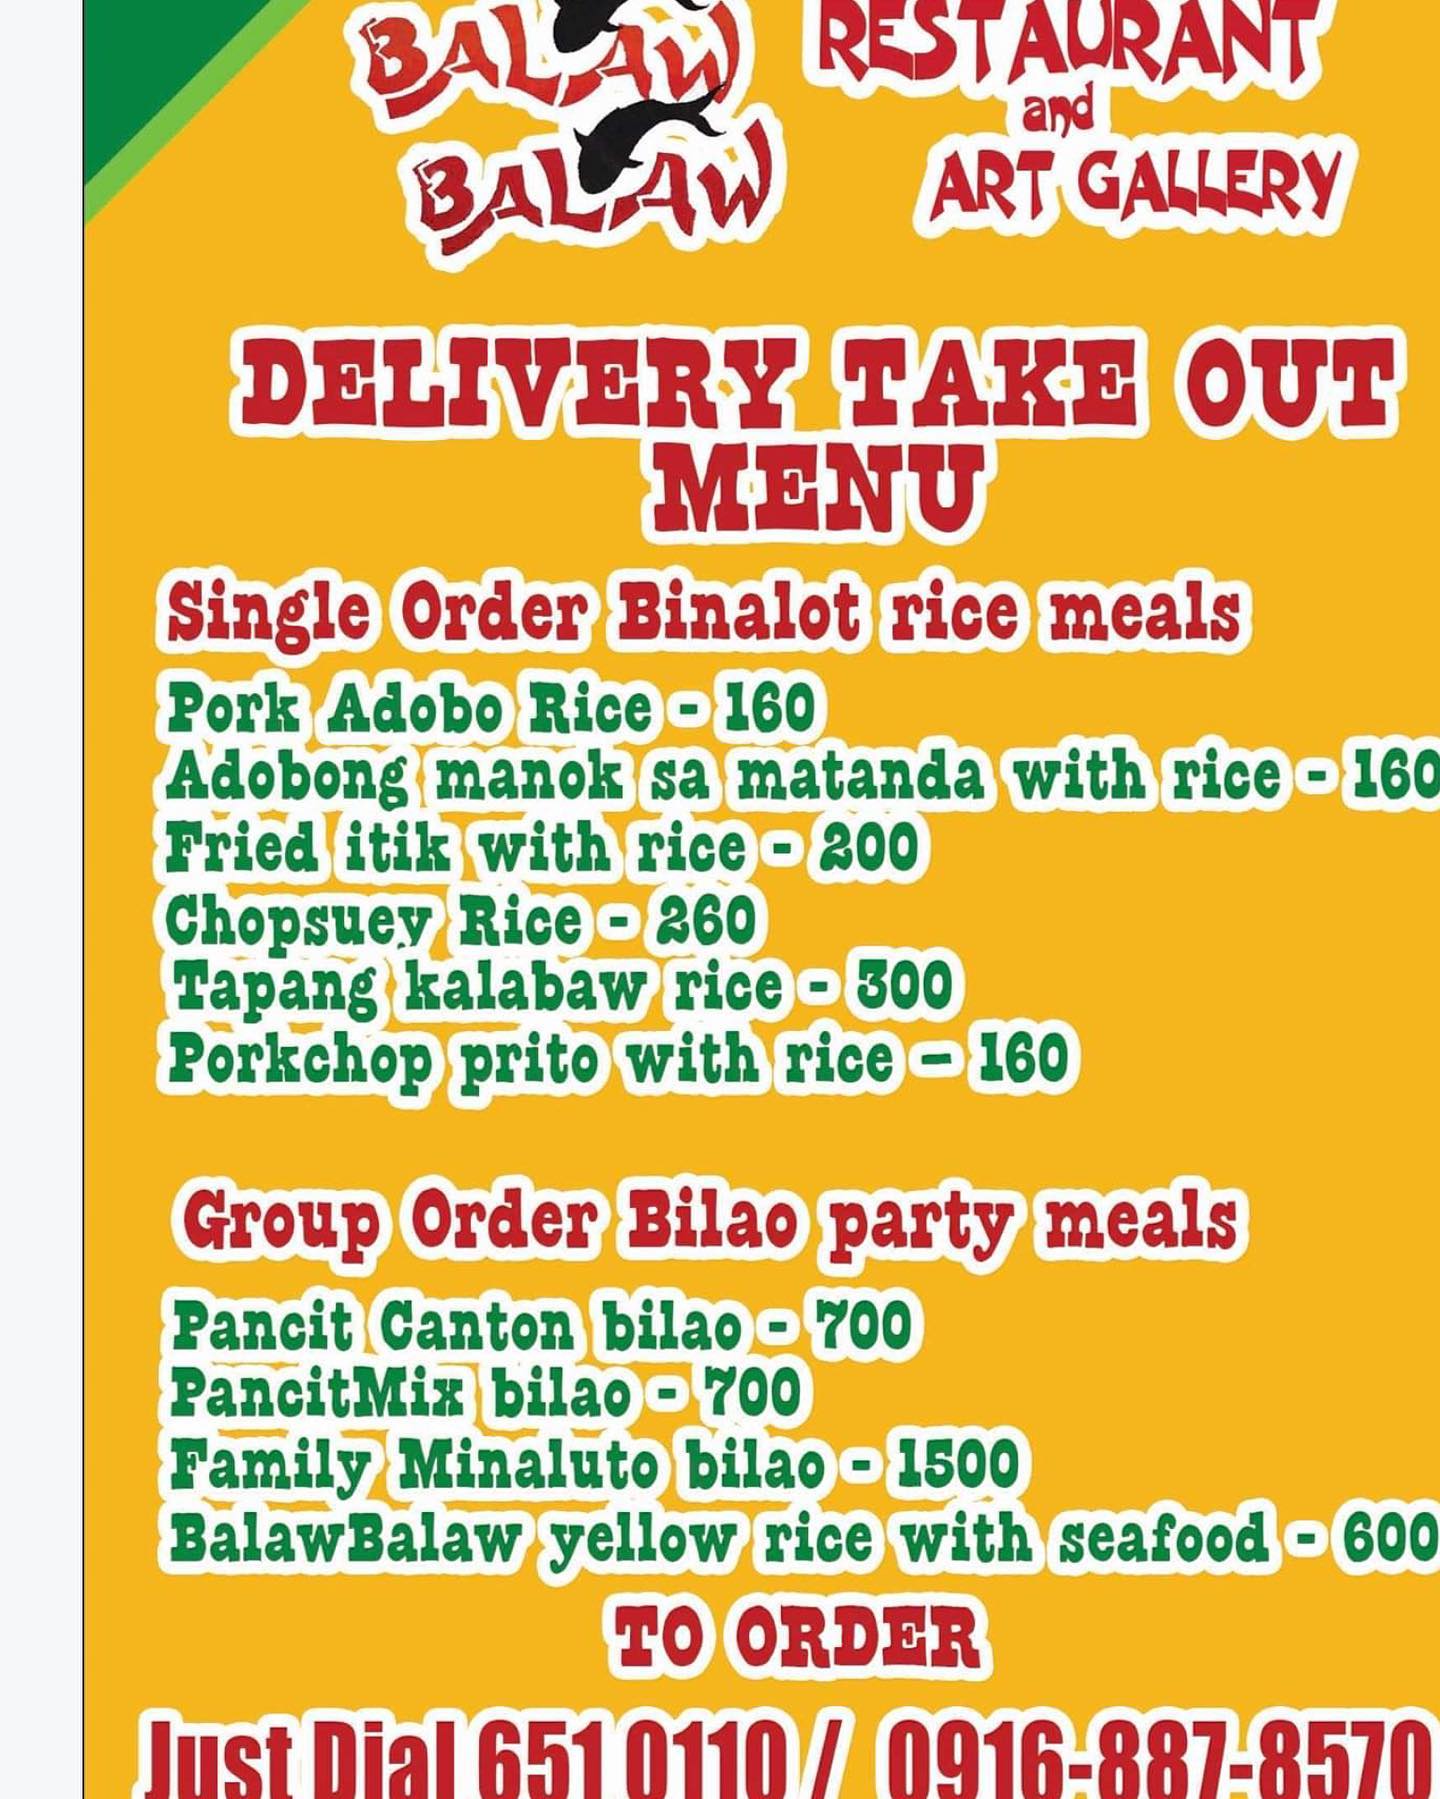 BALAW
BALAW
RESTAURANT
and
ART GALLERY
DELIVERY TAKE OUT
MENU
Single Order Binalot rice meals
Pork Adobo Rice - 160
Adobong manok sa matanda with rice - 160
Fried itik with rice - 200
Chopsuey Rice - 260
Tapang kalabaw rice - 300
Porkchop prito with rice - 160
Group Order Bilao party meals
Pancit Canton bilao - 700
PancitMix bilao - 700
Family Minaluto bilao - 1500
BalawBalaw yellow rice with seafood - 600
TO ORDER
Just Dial 651 0110 / 0916-887-8570